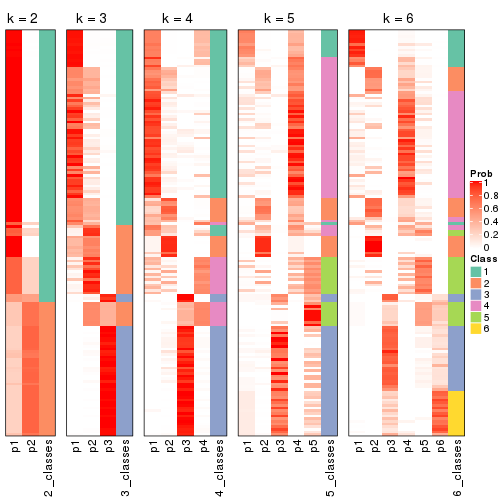 k = 2
k = 3
k = 4
k = 5
k = 6
p1
p2
2_classes
p1
p2
p3
3_classes
p1
p2
p3
p4
4_classes
p1
p2
p3
p4
p5
5_classes
p1
p2
p3
p4
p5
p6
6_classes
Prob
1
0.8
0.6
0.4
0.2
0
Class
1
2
3
4
5
6